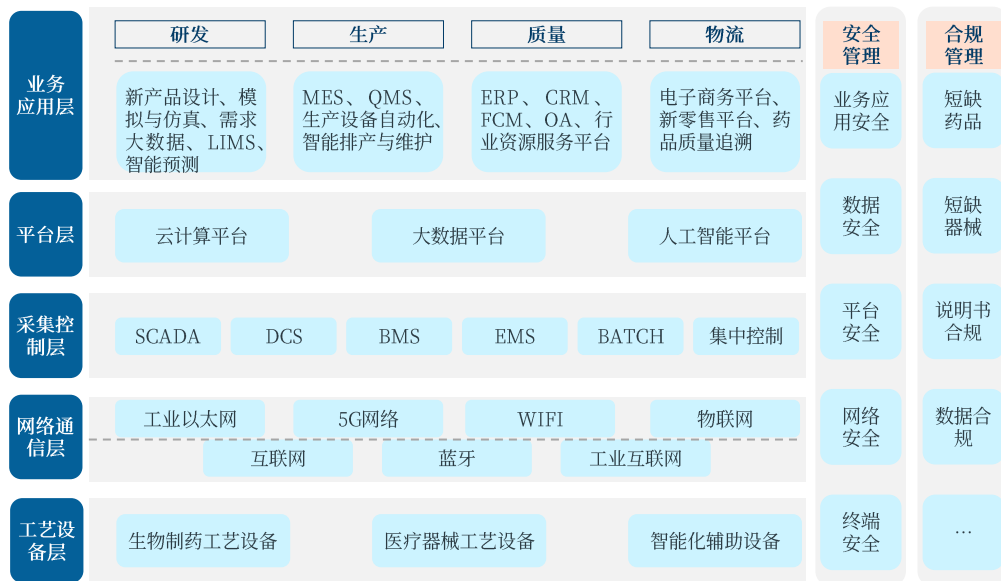 业务
应用层
研发
生产
质量
物流
新产品设计、模
拟与仿真、需求
大数据、LIMS、
智能预测
MES、QMS、
生产设备自动化、
智能排产与维护
ERP、CRM、
FCM、OA、行
业资源服务平台
电子商务平台、
新零售平台、药
品质量追溯
平台层
云计算平台
大数据平台
人工智能平台
采集控
制层
SCADA
DCS
BMS
EMS
BATCH
集中控制
网络通
信层
工业以太网
5G网络
WIFI
物联网
互联网
蓝牙
工业互联网
工艺设
备层
生物制药工艺设备
医疗器械工艺设备
智能化辅助设备
安全
管理
业务应
用安全
数据
安全
平台
安全
网络
安全
终端
安全
合规
管理
短缺
药品
短缺
器械
说明书
合规
数据合
规
...